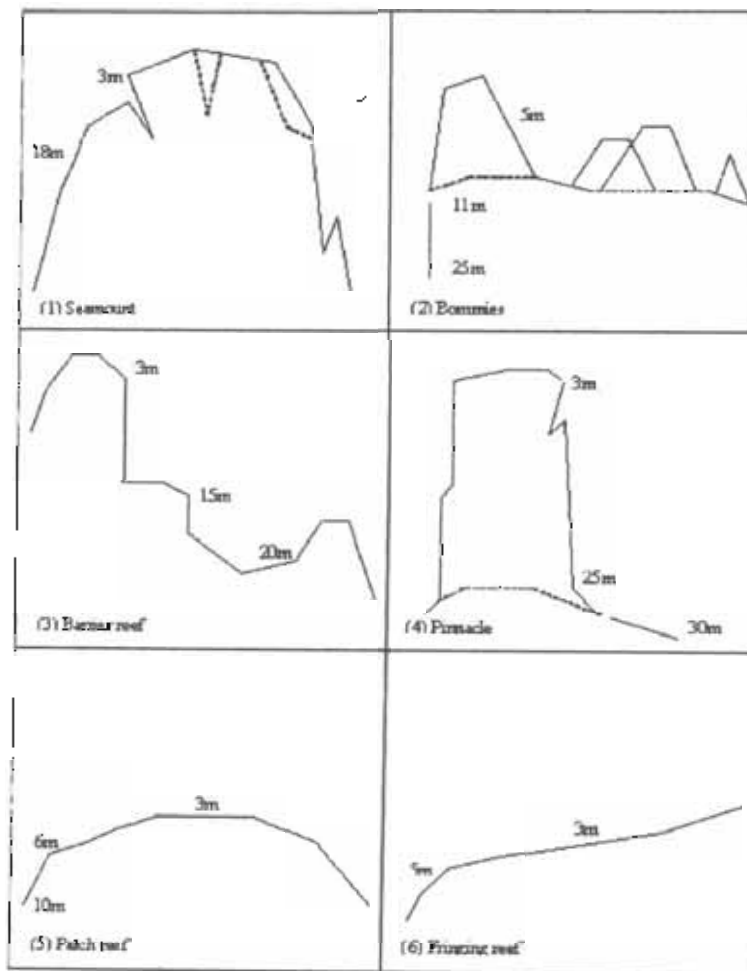 3m
18m
(1) Seamount
5m
11m
25m
(2) Bommies
3m
15m
20m
(3) Barrier reef
3m
25m
30m
(4) Pinnacle
3m
6m
10m
(5) Patch reef
3m
(6) Fringing reef